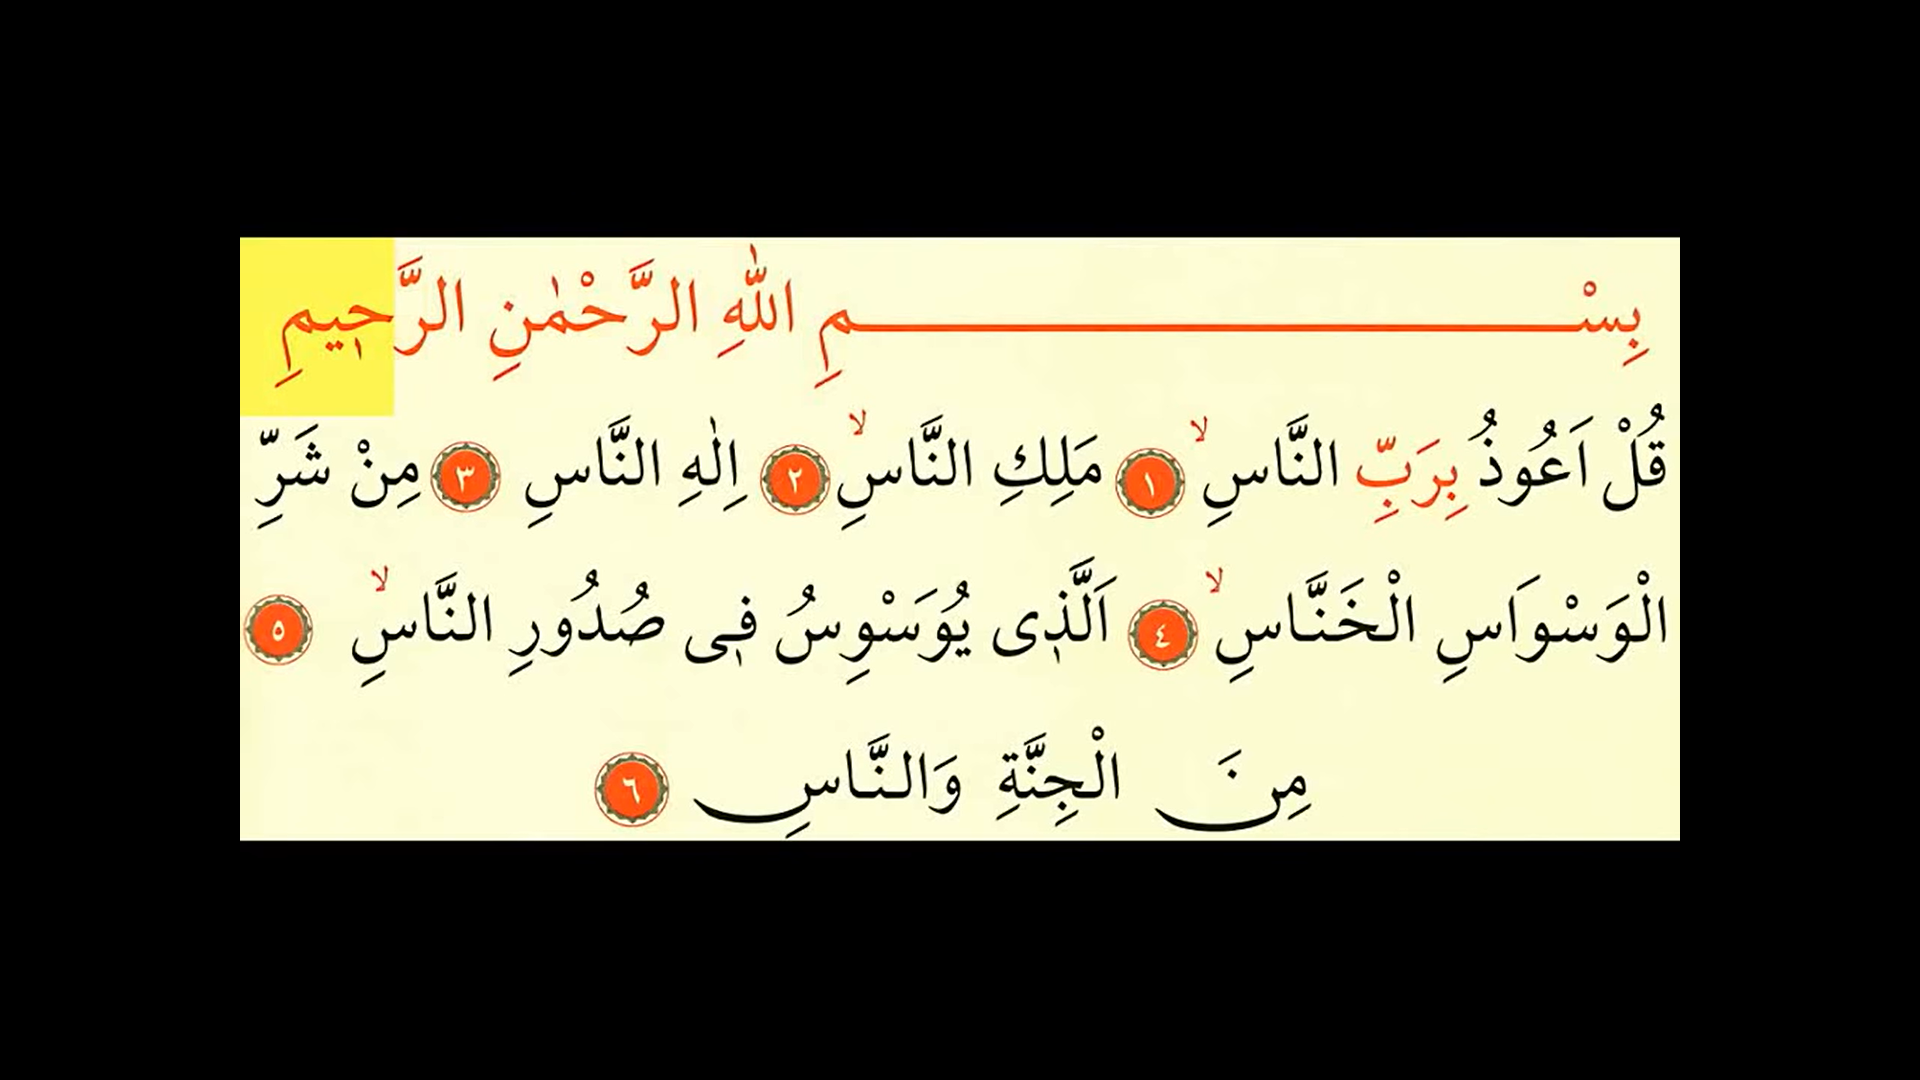 بِسْـــــــــــــــــــــمِ اللّٰهِ الرَّحْمٰنِ الرَّح۪يمِ
قُلْ اَعُوذُ بِرَبِّ النَّاسِۙ ١ مَلِكِ النَّاسِۙ ٢ اِلٰهِ النَّاسِ ٣ مِنْ شَرِّ
الْوَسْوَاسِ الْخَنَّاسِۙ ٤ اَلَّذ۪ى يُوَسْوِسُ ف۪ى صُدُورِ النَّاسِۙ ٥
مِنَ الْجِنَّةِ وَالنَّاسِ ٦